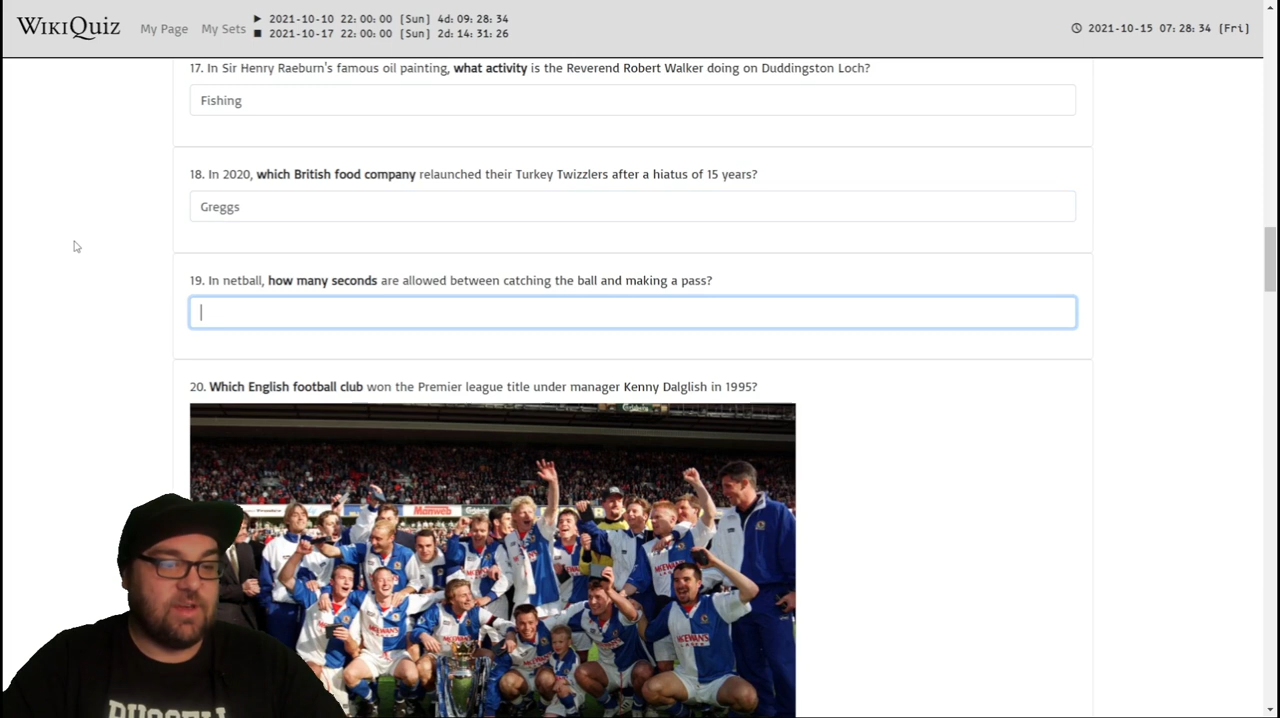 WIKIQUIZ
My Page My Sets
▶ 2021-10-10 22:00:00 [Sun] 4d:09:28:34
■ 2021-10-17 22:00:00 [Sun] 2d:14:31:26
2021-10-15 07:28:34 [Fri]
17. In Sir Henry Raeburn's famous oil painting, what activity is the Reverend Robert Walker doing on Duddingston Loch?
Fishing
18. In 2020, which British food company relaunched their Turkey Twizzlers after a hiatus of 15 years?
Greggs
19. In netball, how many seconds are allowed between catching the ball and making a pass?
20. Which English football club won the Premier league title under manager Kenny Dalglish in 1995?
Manweb
McEWAN'S
McEWAN'S
McEWAN'S